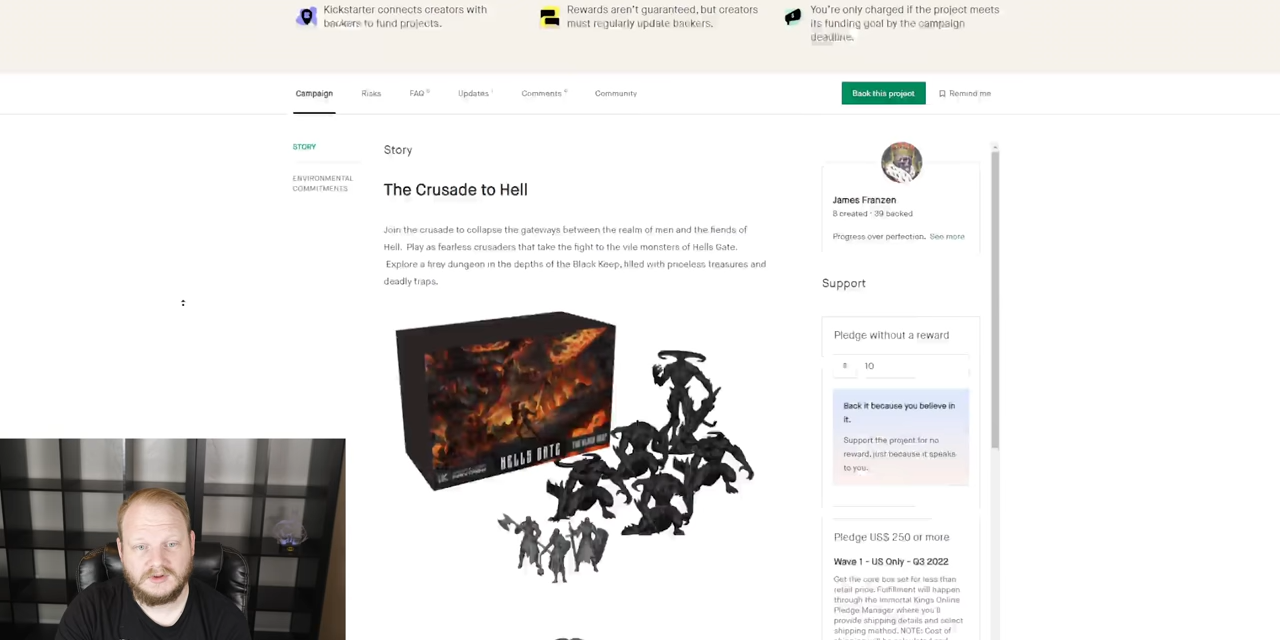 Kickstarter connects creators with
backers to fund projects.
Rewards aren't guaranteed, but creators
must regularly update backers.
You're only charged if the project meets
its funding goal by the campaign
deadline.
Campaign
Risks
FAQ
Updates
Comments
Community
Back this project
Remind me
STORY
ENVIRONMENTAL
COMMITMENTS
Story
The Crusade to Hell
Join the crusade to collapse the gateways between the realm of men and the fiends of
Hell. Play as fearless crusaders that take the fight to the vile monsters of Hells Gate.
Explore a firey dungeon in the depths of the Black Keep, filled with priceless treasures and
deadly traps.
HELLS GATE
THE BLACK KEEP
James Franzen
8 created · 39 backed
Progress over perfection. See more
Support
Pledge without a reward
10
Back it because you believe in
it.
Support the project for no
reward, just because it speaks
to you.
Pledge US$ 250 or more
Wave 1 - US Only - Q3 2022
Get the core box set for less than
retail price. Fulfillment will happen
through the Immortal Kings Online
Pledge Manager where you'll
provide shipping details and select
shipping method. NOTE: Cost of